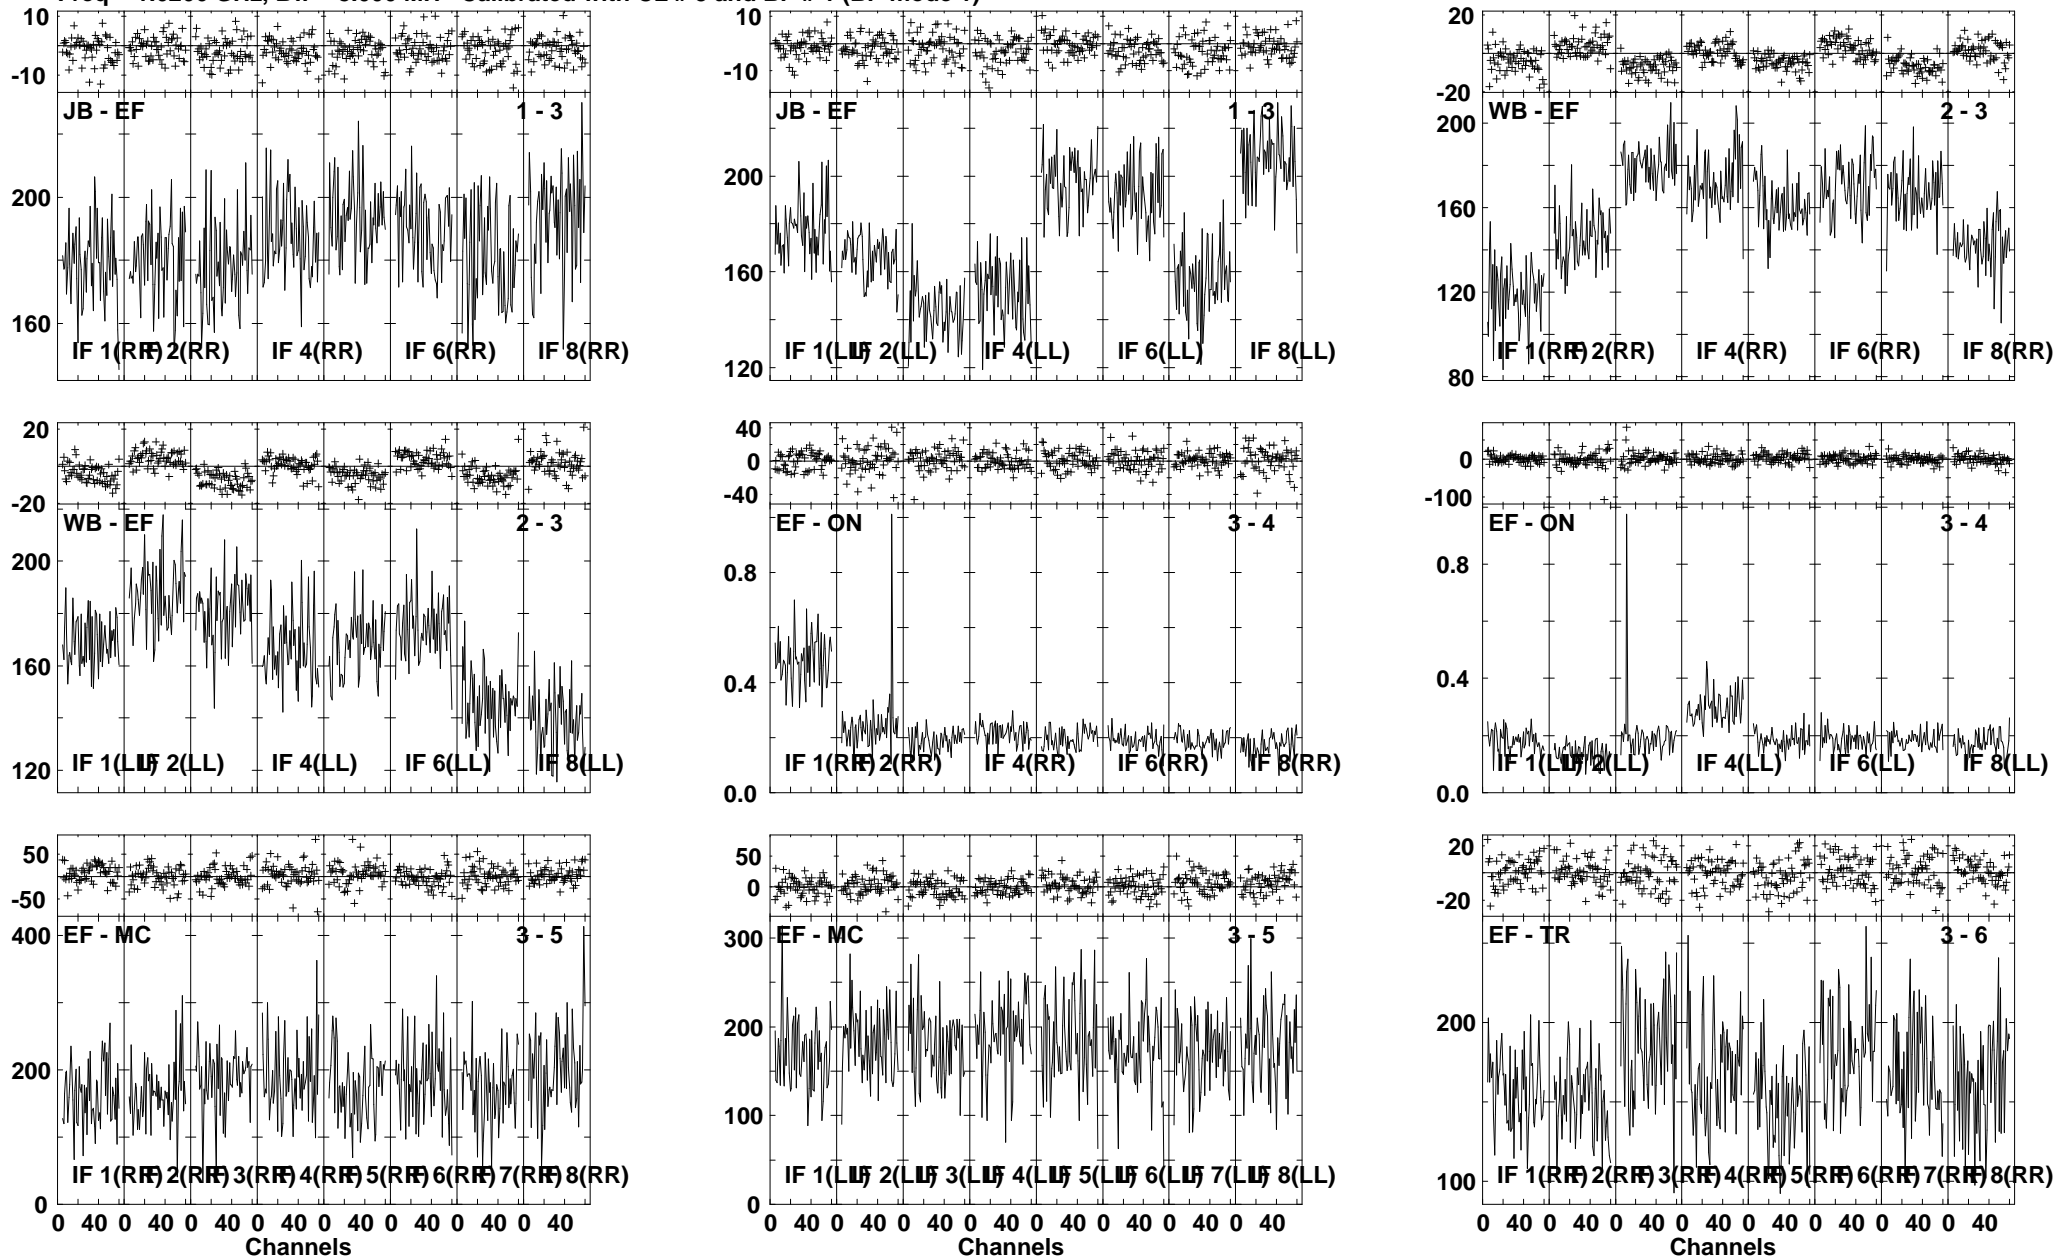 10
-10
JB - EF 1 - 3
200
160
IF 1(RR) IF 2(RR) IF 4(RR) IF 6(RR) IF 8(RR)
10
-10
JB - EF 1 - 3
200
160
120
IF 1(LL) IF 2(LL) IF 4(LL) IF 6(LL) IF 8(LL)
20
-20
WB - EF 2 - 3
200
160
120
80
IF 1(RR) IF 2(RR) IF 4(RR) IF 6(RR) IF 8(RR)
20
0
-20
WB - EF 2 - 3
200
160
120
IF 1(LL) IF 2(LL) IF 4(LL) IF 6(LL) IF 8(LL)
40
0
-40
EF - ON 3 - 4
0.8
0.4
0.0
IF 1(RR) IF 2(RR) IF 4(RR) IF 6(RR) IF 8(RR)
0
-100
EF - ON 3 - 4
0.8
0.4
0.0
IF 1(LL) IF 2(LL) IF 4(LL) IF 6(LL) IF 8(LL)
50
-50
EF - MC 3 - 5
400
200
0
IF 1(RR) IF 2(RR) IF 3(RR) IF 4(RR) IF 5(RR) IF 6(RR) IF 7(RR) IF 8(RR)
0 40 0 40 0 40 0 40 0 40 0 40 0 40 0 40
Channels
50
0
EF - MC 3 - 5
300
200
100
0
IF 1(LL) IF 2(LL) IF 3(LL) IF 4(LL) IF 5(LL) IF 6(LL) IF 7(LL) IF 8(LL)
0 40 0 40 0 40 0 40 0 40 0 40 0 40 0 40
Channels
20
-20
EF - TR 3 - 6
200
100
IF 1(RR) IF 2(RR) IF 3(RR) IF 4(RR) IF 5(RR) IF 6(RR) IF 7(RR) IF 8(RR)
0 40 0 40 0 40 0 40 0 40 0 40 0 40 0 40
Channels